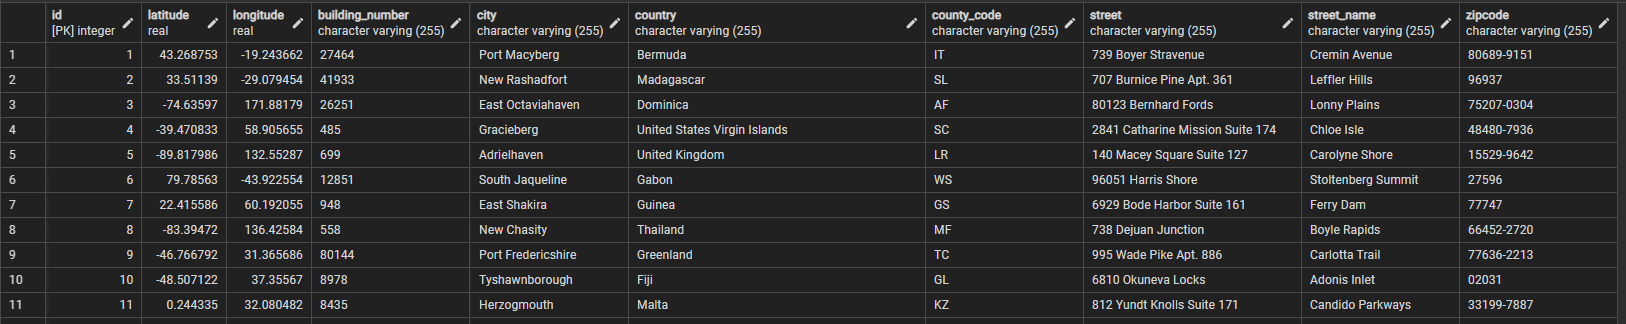 id latitude longitude building_number city country county_code street street_name zipcode
[PK] integer real real character varying (255) character varying (255) character varying (255) character varying (255) character varying (255) character varying (255) character varying (255)
1 1 43.268753 -19.243662 27464 Port Macyberg Bermuda IT 739 Boyer Stravenue Cremin Avenue 80689-9151
2 2 33.51139 -29.079454 41933 New Rashadfort Madagascar SL 707 Burnice Pine Apt. 361 Leffler Hills 96937
3 3 -74.63597 171.88179 26251 East Octaviahaven Dominica AF 80123 Bernhard Fords Lonny Plains 75207-0304
4 4 -39.470833 58.905655 485 Gracieberg United States Virgin Islands SC 2841 Catharine Mission Suite 174 Chloe Isle 48480-7936
5 5 -89.817986 132.55287 699 Adrielhaven United Kingdom LR 140 Macey Square Suite 127 Carolyne Shore 15529-9642
6 6 79.78563 -43.922554 12851 South Jaqueline Gabon WS 96051 Harris Shore Stoltenberg Summit 27596
7 7 22.415586 60.192055 948 East Shakira Guinea GS 6929 Bode Harbor Suite 161 Ferry Dam 77747
8 8 -83.39472 136.42584 558 New Chasity Thailand MF 738 Dejuan Junction Boyle Rapids 66452-2720
9 9 -46.766792 31.365686 80144 Port Fredericshire Greenland TC 995 Wade Pike Apt. 886 Carlotta Trail 77636-2213
10 10 -48.507122 37.35567 8978 Tyshawnborough Fiji GL 6810 Okuneva Locks Adonis Inlet 02031
11 11 0.244335 32.080482 8435 Herzogmouth Malta KZ 812 Yundt Knolls Suite 171 Candido Parkways 33199-7887